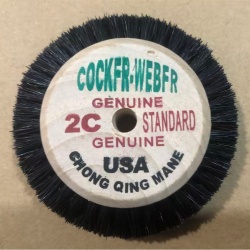 COCKFR-WEBFR
GENUINE
2C STANDARD
GENUINE
USA
CHONG QING MANE